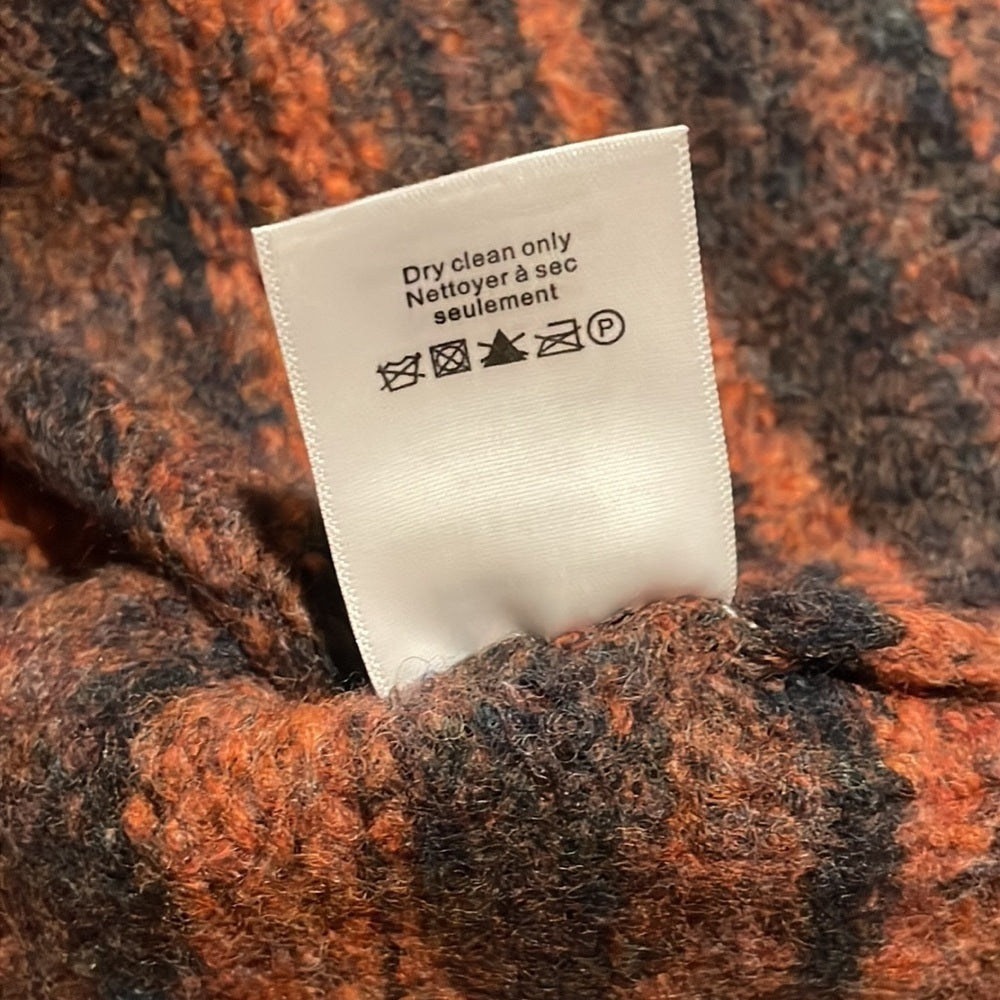 Dry clean only
Nettoyer à sec
seulement
P